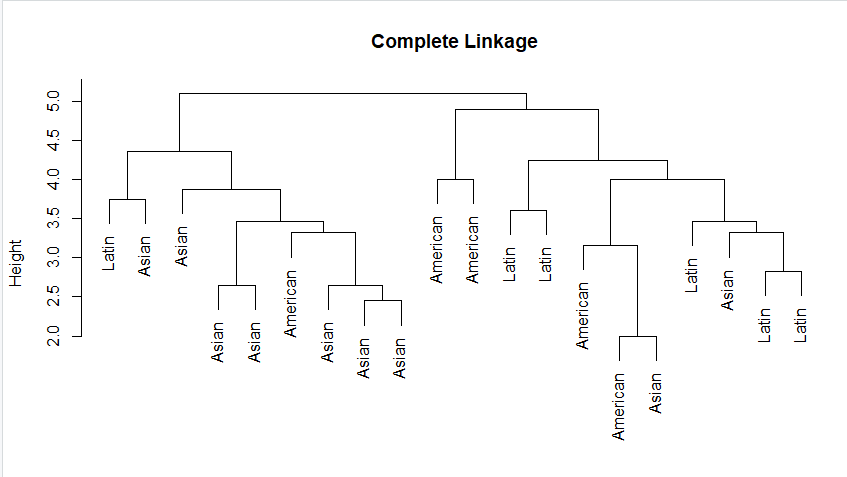 Complete Linkage
Height
5.0
4.5
4.0
3.5
3.0
2.5
2.0
Latin
Asian
Asian
Asian
Asian
American
Asian
Asian
Asian
American
American
Latin
Latin
American
American
Asian
Latin
Asian
Latin
Latin